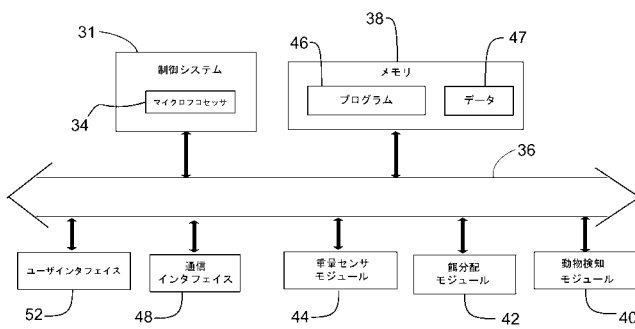 31
制御システム
マイクロフロセッサ
34
38
46
メモリ
47
プログラム
データ
36
ユーザインタフェイス
52
通信
インタフェイス
48
重量センサ
モジュール
44
餌分配
モジュール
42
動物検知
モジュール
40